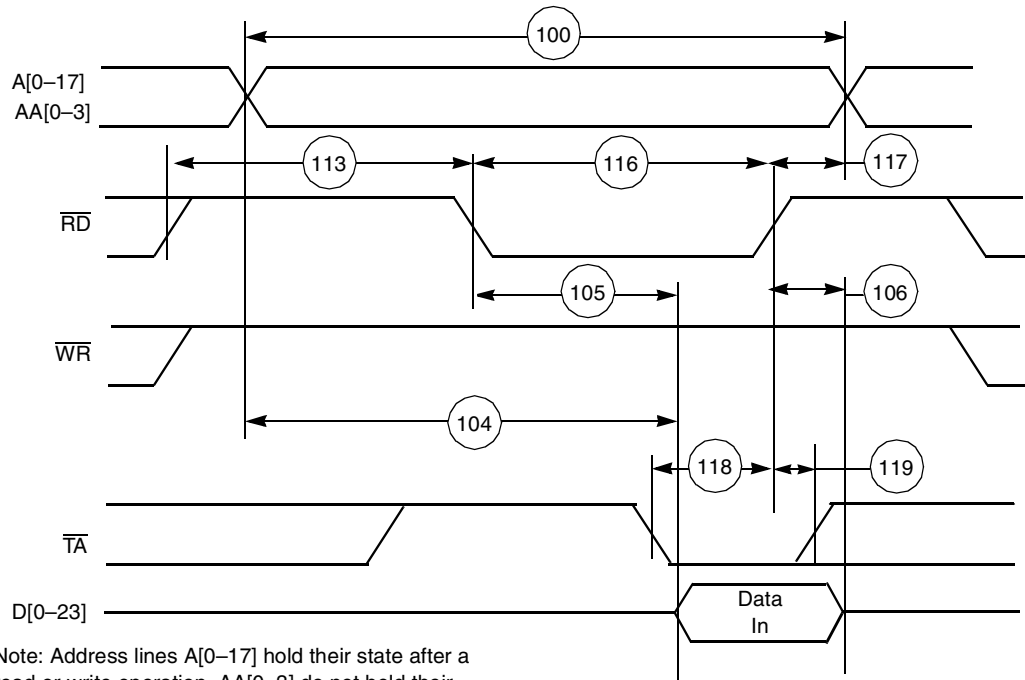 100
A[0–17]
AA[0–3]
113
116
117
RD
105
106
WR
104
118
119
TA
D[0–23]
Data
In
Note: Address lines A[0–17] hold their state after a
read or write operation. AA[0–3] do not hold their